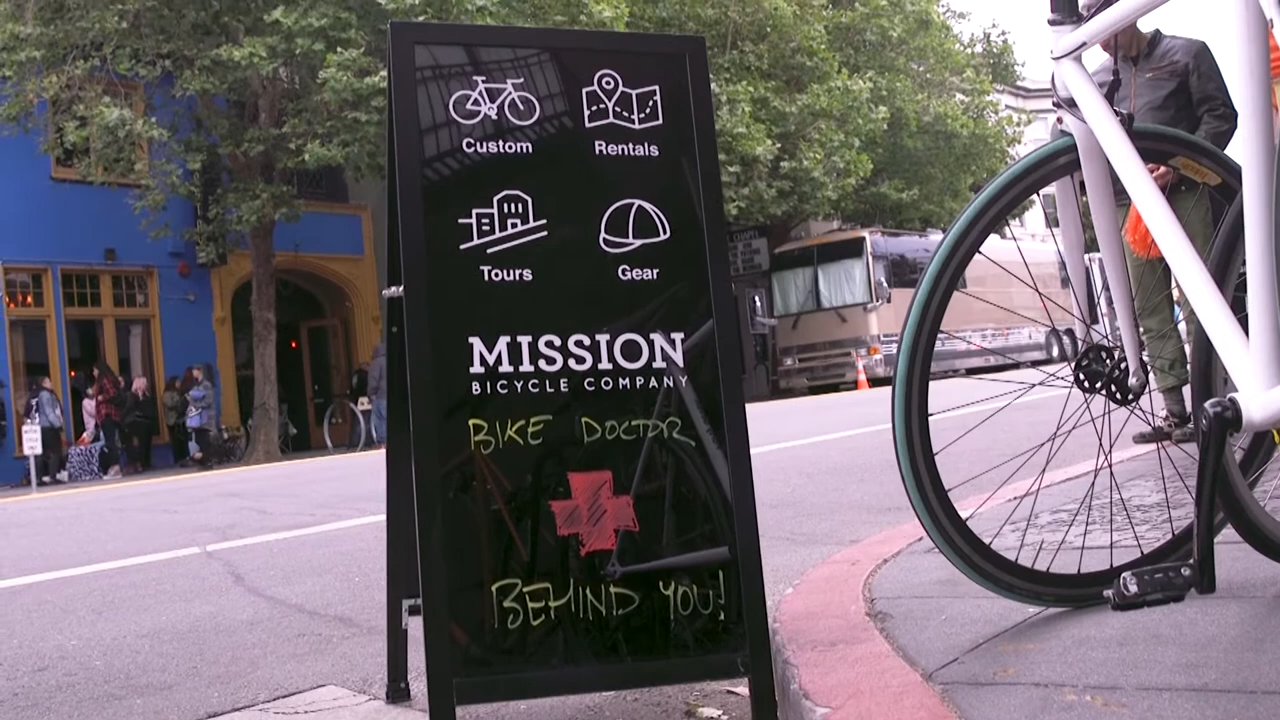 Custom
Rentals
Tours
Gear
MISSION
BICYCLE COMPANY
BIKE DOCTOR
BEHIND YOU!